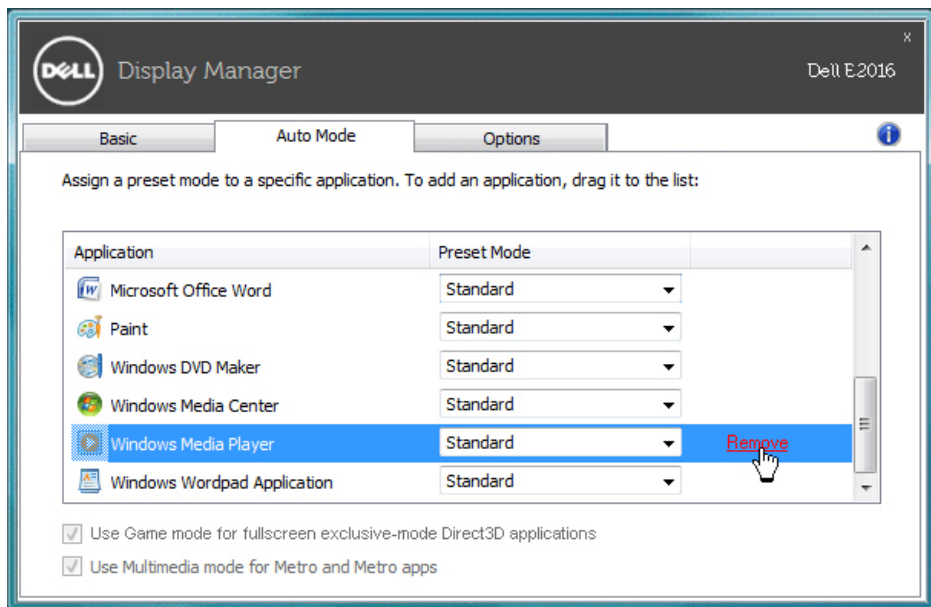 x
DELL Display Manager Dell E2016
Basic Auto Mode Options
Assign a preset mode to a specific application. To add an application, drag it to the list:
Application Preset Mode
Microsoft Office Word Standard
Paint Standard
Windows DVD Maker Standard
Windows Media Center Standard
Windows Media Player Standard Remove
Windows Wordpad Application Standard
Use Game mode for fullscreen exclusive-mode Direct3D applications
Use Multimedia mode for Metro and Metro apps